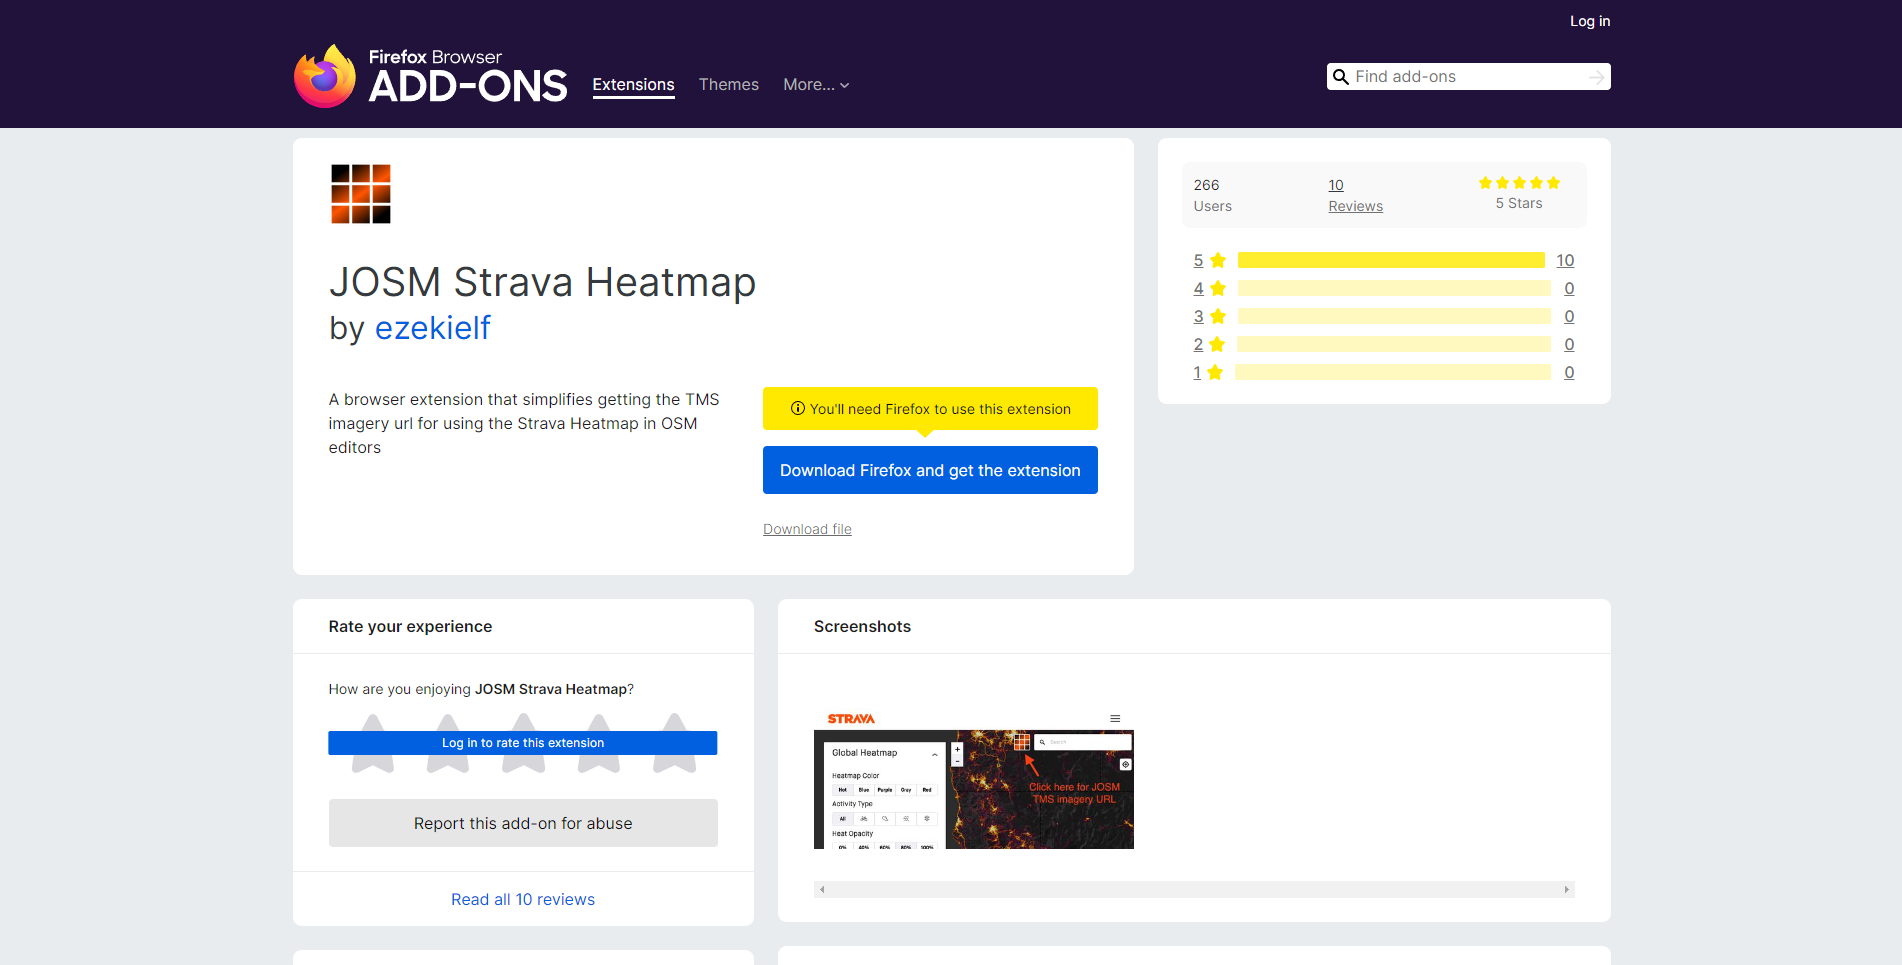 Log in
Firefox Browser
ADD-ONS
Extensions
Themes
More...
Find add-ons
JOSM Strava Heatmap
by ezekielf
A browser extension that simplifies getting the TMS
imagery url for using the Strava Heatmap in OSM
editors
You'll need Firefox to use this extension
Download Firefox and get the extension
Download file
266
Users
10
Reviews
5 Stars
5 10
4 0
3 0
2 0
1 0
Rate your experience
How are you enjoying JOSM Strava Heatmap?
Log in to rate this extension
Report this add-on for abuse
Read all 10 reviews
Screenshots
STRAVA
Global Heatmap
+
-
Search
Heatmap Color
Hot Blue Purple Gray Red
Activity Type
All
Heat Opacity
0% 40% 60% 80% 100%
Click here for JOSM
TMS imagery URL